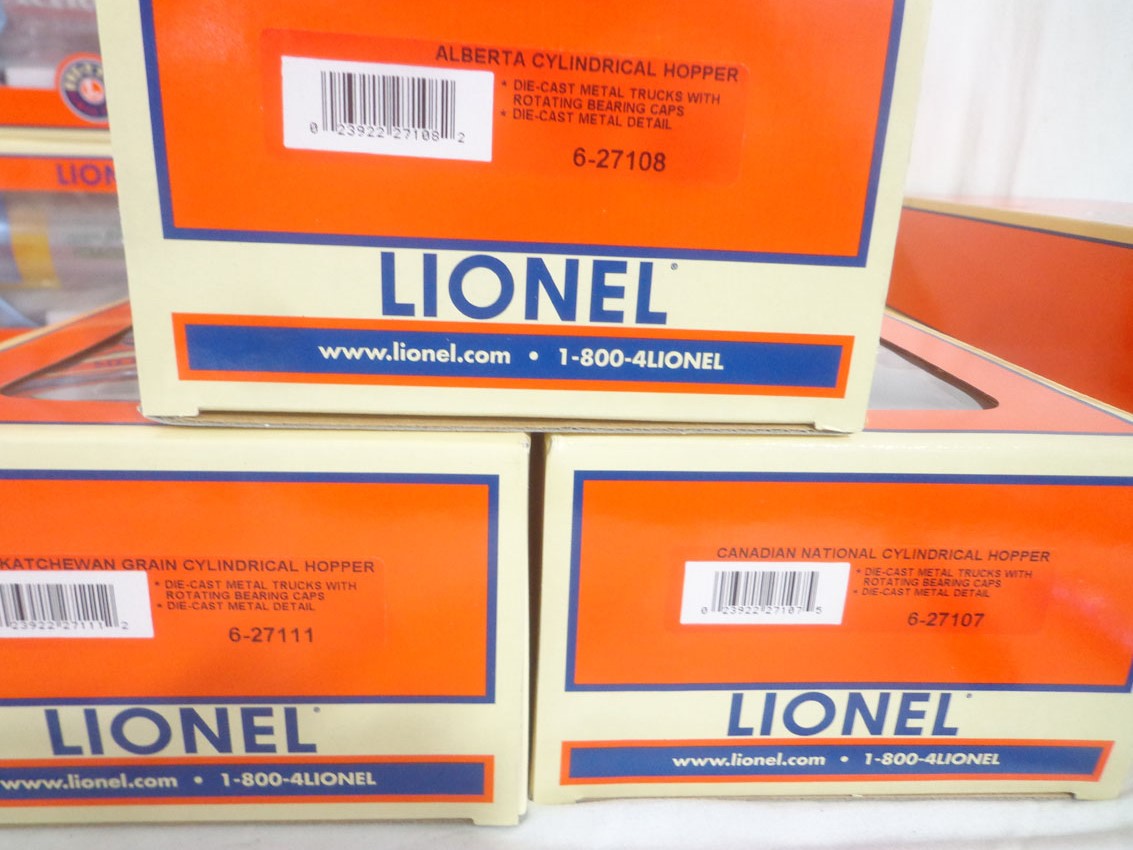 ALBERTA CYLINDRICAL HOPPER
• DIE-CAST METAL TRUCKS WITH
ROTATING BEARING CAPS
• DIE-CAST METAL DETAIL
0 23922 27108 2
6-27108
LIONEL
www.lionel.com • 1-800-4LIONEL
LION
KATCHEWAN GRAIN CYLINDRICAL HOPPER
• DIE-CAST METAL TRUCKS WITH
ROTATING BEARING CAPS
• DIE-CAST METAL DETAIL
23922 27111 2
6-27111
LIONEL
www.lionel.com • 1-800-4LIONEL
CANADIAN NATIONAL CYLINDRICAL HOPPER
• DIE-CAST METAL TRUCKS WITH
ROTATING BEARING CAPS
• DIE-CAST METAL DETAIL
0 23922 27107 5
6-27107
LIONEL
www.lionel.com • 1-800-4LIONEL